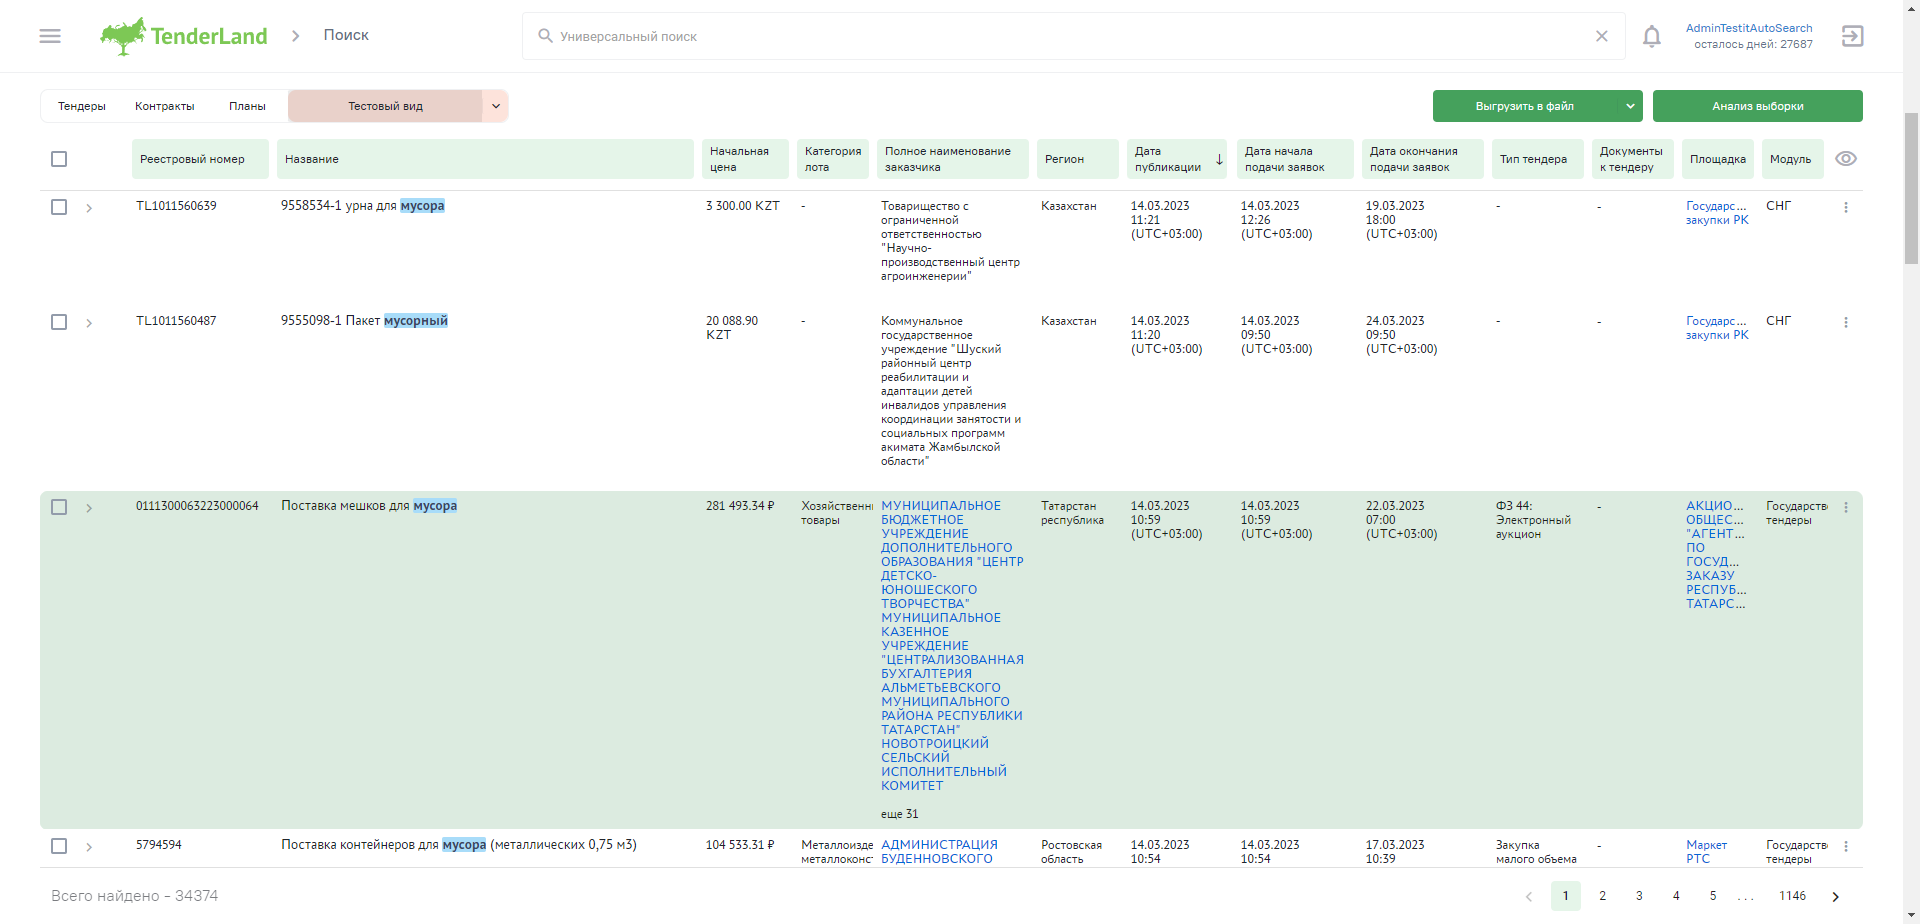 TenderLand
Поиск
Универсальный поиск
AdminTestitAutoSearch
осталось дней: 27687
Тендеры
Контракты
Планы
Тестовый вид
Выгрузить в файл
Анализ выборки
Реестровый номер
Название
Начальная
цена
Категория
лота
Полное наименование
заказчика
Регион
Дата
публикации
Дата начала
подачи заявок
Дата окончания
подачи заявок
Тип тендера
Документы
к тендеру
Площадка
Модуль
TL1011560639
9558534-1 урна для мусора
3 300.00 KZT
-
Товарищество с
ограниченной
ответственностью
"Научно-
производственный центр
агроинженерии"
Казахстан
14.03.2023
11:21
(UTC+03:00)
14.03.2023
12:26
(UTC+03:00)
19.03.2023
18:00
(UTC+03:00)
-
-
Государс...
закупки РК
СНГ
TL1011560487
9555098-1 Пакет мусорный
20 088.90
KZT
-
Коммунальное
государственное
учреждение "Шуский
районный центр
реабилитации и
адаптации детей
инвалидов управления
координации занятости и
социальных программ
акимата Жамбылской
области"
Казахстан
14.03.2023
11:20
(UTC+03:00)
14.03.2023
09:50
(UTC+03:00)
24.03.2023
09:50
(UTC+03:00)
-
-
Государс...
закупки РК
СНГ
0111300063223000064
Поставка мешков для мусора
281 493.34 ₽
Хозяйственн
товары
МУНИЦИПАЛЬНОЕ
БЮДЖЕТНОЕ
УЧРЕЖДЕНИЕ
ДОПОЛНИТЕЛЬНОГО
ОБРАЗОВАНИЯ "ЦЕНТР
ДЕТСКО-
ЮНОШЕСКОГО
ТВОРЧЕСТВА"
МУНИЦИПАЛЬНОЕ
КАЗЕННОЕ
УЧРЕЖДЕНИЕ
"ЦЕНТРАЛИЗОВАННАЯ
БУХГАЛТЕРИЯ
АЛЬМЕТЬЕВСКОГО
МУНИЦИПАЛЬНОГО
РАЙОНА РЕСПУБЛИКИ
ТАТАРСТАН"
НОВОТРОИЦКИЙ
СЕЛЬСКИЙ
ИСПОЛНИТЕЛЬНЫЙ
КОМИТЕТ
еще 31
Татарстан
республика
14.03.2023
10:59
(UTC+03:00)
14.03.2023
10:59
(UTC+03:00)
22.03.2023
07:00
(UTC+03:00)
ФЗ 44:
Электронный
аукцион
-
АКЦИО...
ОБЩЕС...
"АГЕНТ...
ПО
ГОСУД...
ЗАКАЗУ
РЕСПУБ...
ТАТАРС...
Государств
тендеры
5794594
Поставка контейнеров для мусора (металлических 0,75 м3)
104 533.31 ₽
Металлоизде
металлоконс
АДМИНИСТРАЦИЯ
БУДЕННОВСКОГО
Ростовская
область
14.03.2023
10:54
14.03.2023
10:54
17.03.2023
10:39
Закупка
малого объема
-
Маркет
РТС
Государств
тендеры
Всего найдено - 34374
1 2 3 4 5 ... 1146